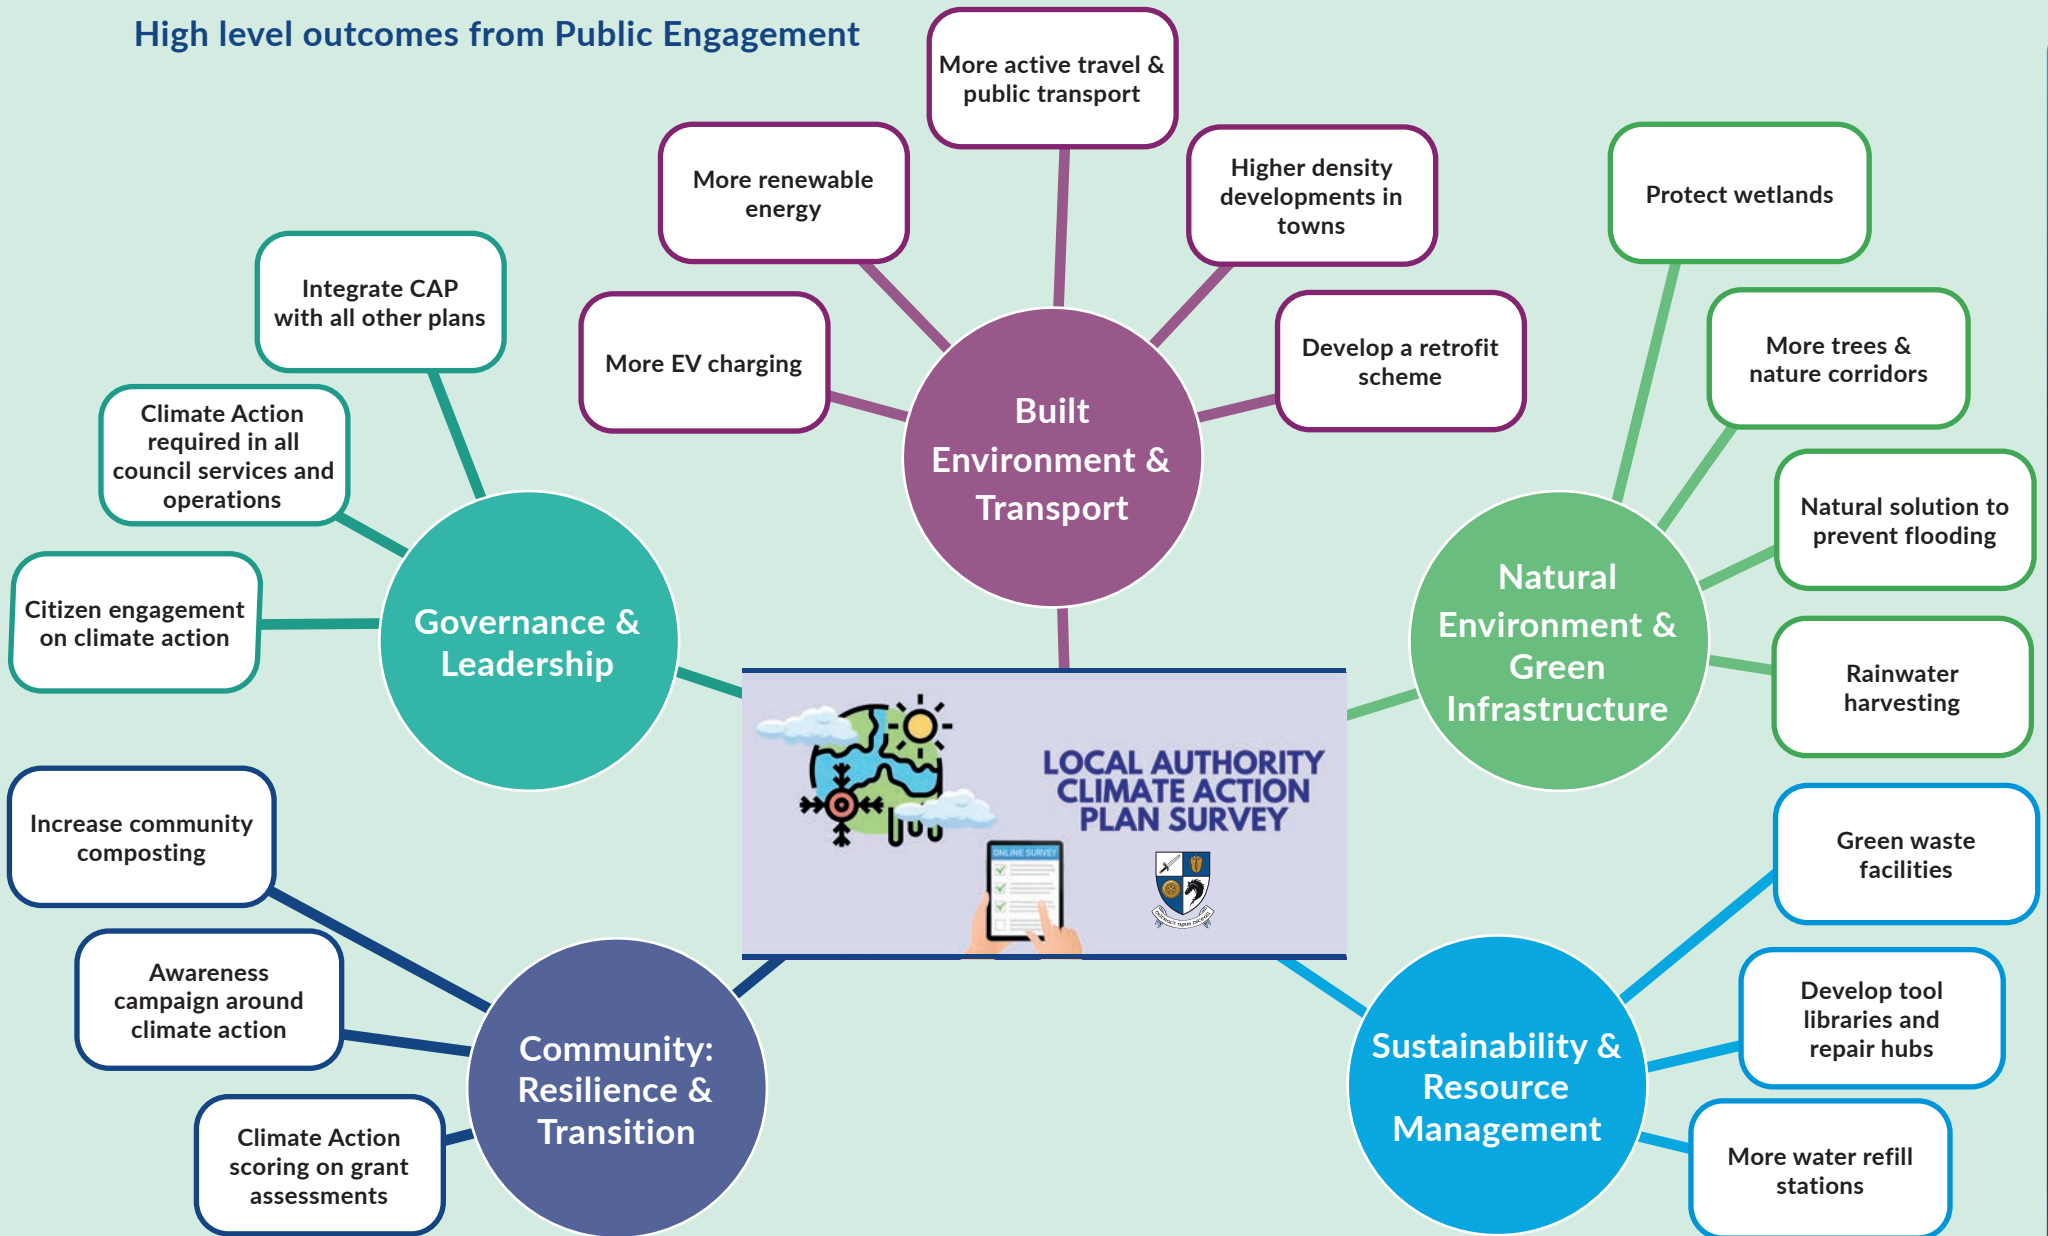 High level outcomes from Public Engagement
More active travel &
public transport
More renewable
energy
Higher density
developments in
towns
More EV charging
Develop a retrofit
scheme
Built
Environment &
Transport
Integrate CAP
with all other plans
Climate Action
required in all
council services and
operations
Citizen engagement
on climate action
Governance &
Leadership
Protect wetlands
More trees &
nature corridors
Natural solution to
prevent flooding
Rainwater
harvesting
Natural
Environment &
Green
Infrastructure
LOCAL AUTHORITY
CLIMATE ACTION
PLAN SURVEY
ONLINE SURVEY
Increase community
composting
Awareness
campaign around
climate action
Climate Action
scoring on grant
assessments
Community:
Resilience &
Transition
Green waste
facilities
Develop tool
libraries and
repair hubs
More water refill
stations
Sustainability &
Resource
Management